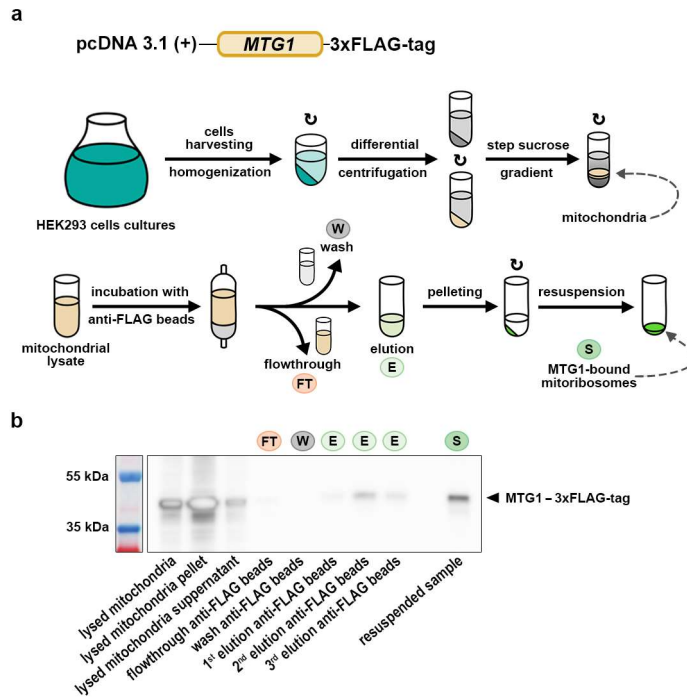 a
pcDNA 3.1 (+)
MTG1
3xFLAG-tag
cells
harvesting
homogenization
differential
centrifugation
step sucrose
gradient
HEK293 cells cultures
mitochondria
W
wash
incubation with
anti-FLAG beads
pelleting
resuspension
mitochondrial
lysate
flowthrough
FT
elution
E
S
MTG1-bound
mitoribosomes
b
FT W E E E S
55 kDa
35 kDa
MTG1 – 3xFLAG-tag
lysed mitochondria
lysed mitochondria pellet
lysed mitochondria suppernatant
flowthrough anti-FLAG beads
wash anti-FLAG beads
1st elution anti-FLAG beads
2nd elution anti-FLAG beads
3rd elution anti-FLAG beads
resuspended sample